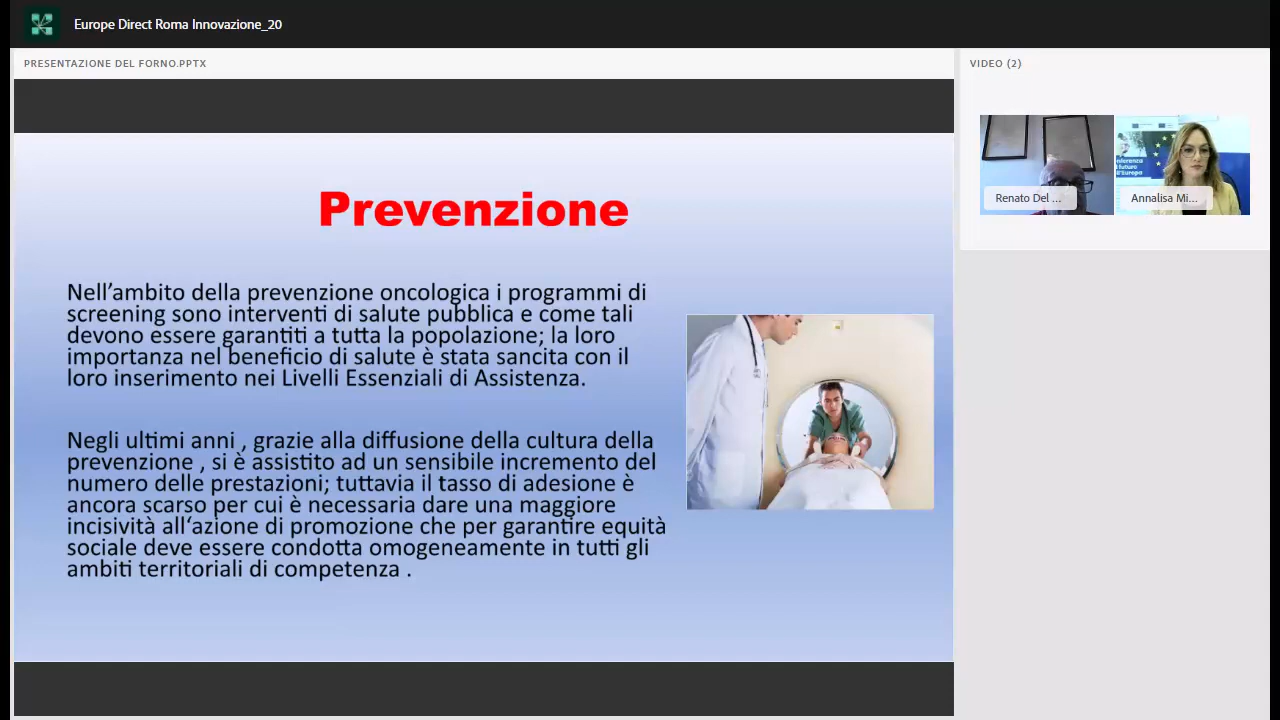 Europe Direct Roma Innovazione_20
PRESENTAZIONE DEL FORNO.PPTX
VIDEO (2)
Renato Del ...
Annalisa Mi...
Prevenzione
Nell’ambito della prevenzione oncologica i programmi di
screening sono interventi di salute pubblica e come tali
devono essere garantiti a tutta la popolazione; la loro
importanza nel beneficio di salute è stata sancita con il
loro inserimento nei Livelli Essenziali di Assistenza.
Negli ultimi anni , grazie alla diffusione della cultura della
prevenzione , si è assistito ad un sensibile incremento del
numero delle prestazioni; tuttavia il tasso di adesione è
ancora scarso per cui è necessaria dare una maggiore
incisività all‘azione di promozione che per garantire equità
sociale deve essere condotta omogeneamente in tutti gli
ambiti territoriali di competenza .